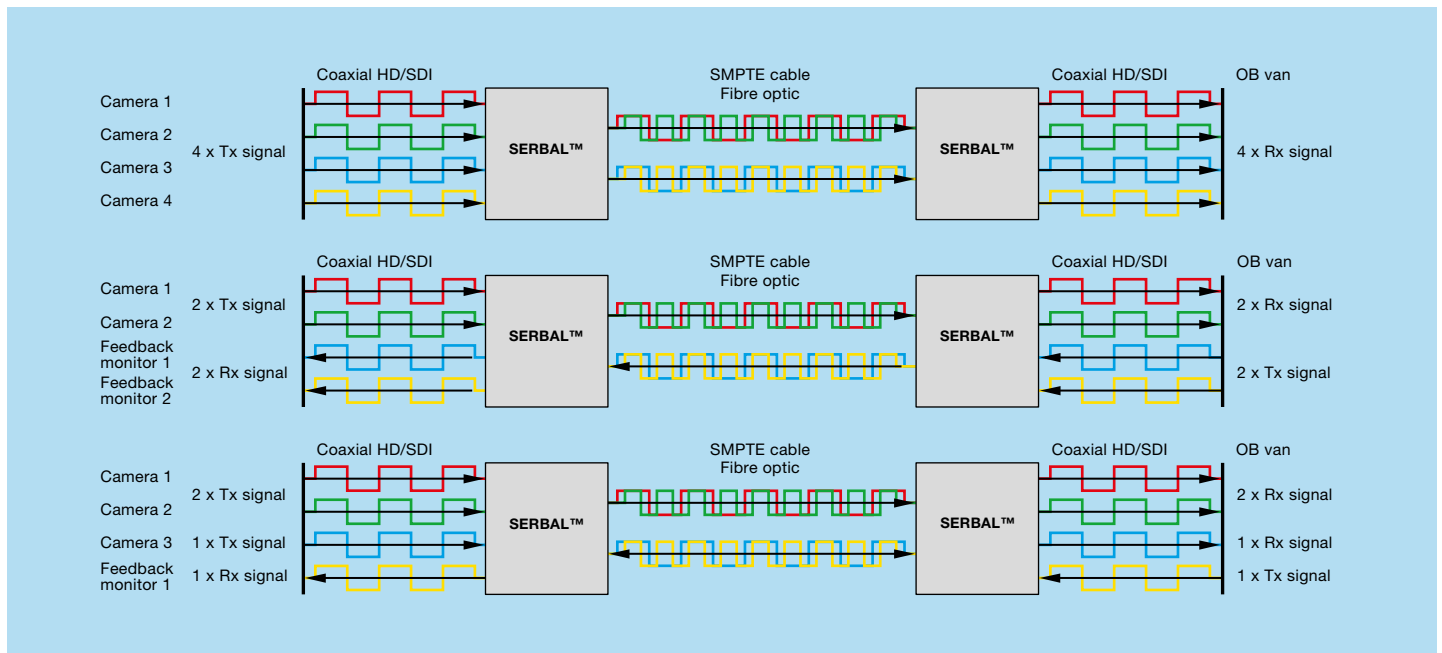 Coaxial HD/SDI
SMPTE cable
Fibre optic
Coaxial HD/SDI
OB van
Camera 1
Camera 2
4 x Tx signal
Camera 3
Camera 4
SERBAL™
SERBAL™
4 x Rx signal
Coaxial HD/SDI
SMPTE cable
Fibre optic
Coaxial HD/SDI
OB van
Camera 1
2 x Tx signal
Camera 2
Feedback
monitor 1
2 x Rx signal
Feedback
monitor 2
SERBAL™
SERBAL™
2 x Rx signal
2 x Tx signal
Coaxial HD/SDI
SMPTE cable
Fibre optic
Coaxial HD/SDI
OB van
Camera 1
2 x Tx signal
Camera 2
Camera 3
1 x Tx signal
Feedback
monitor 1
1 x Rx signal
SERBAL™
SERBAL™
2 x Rx signal
1 x Rx signal
1 x Tx signal